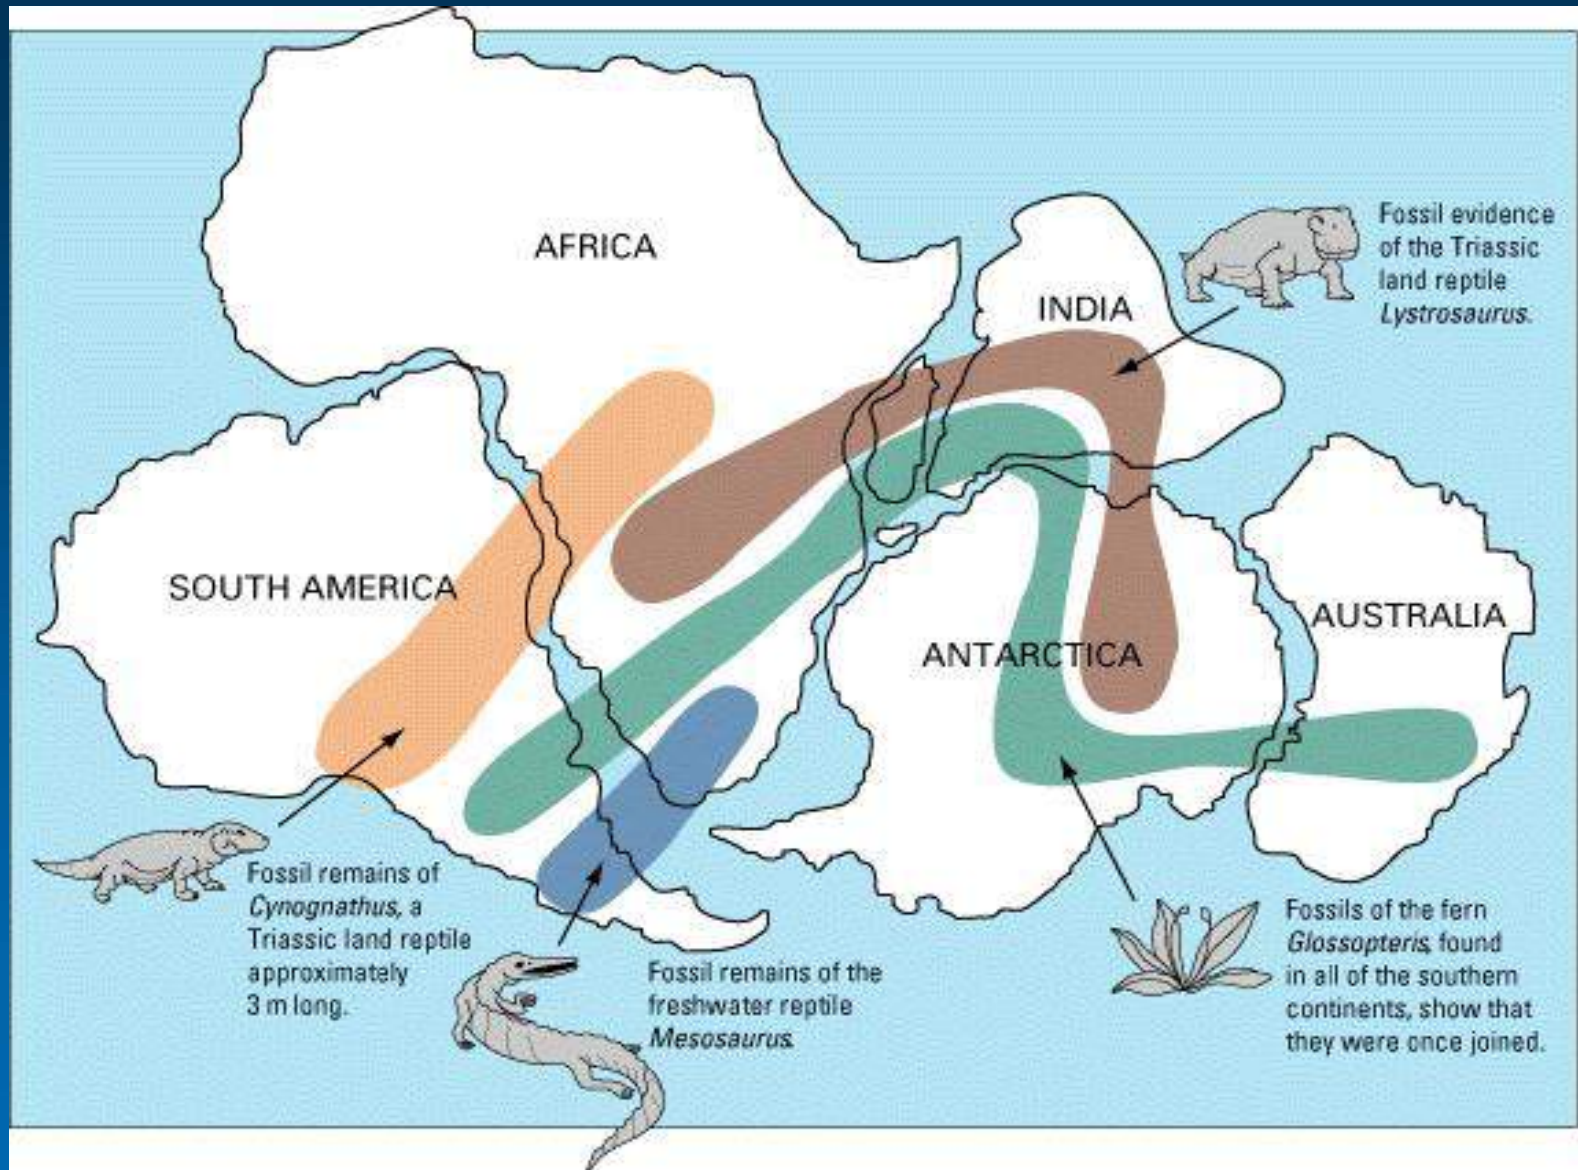 AFRICA
INDIA
SOUTH AMERICA
ANTARCTICA
AUSTRALIA
Fossil evidence
of the Triassic
land reptile
Lystrosaurus.
Fossil remains of
Cynognathus, a
Triassic land reptile
approximately
3 m long.
Fossil remains of the
freshwater reptile
Mesosaurus.
Fossils of the fern
Glossopteris, found
in all of the southern
continents, show that
they were once joined.